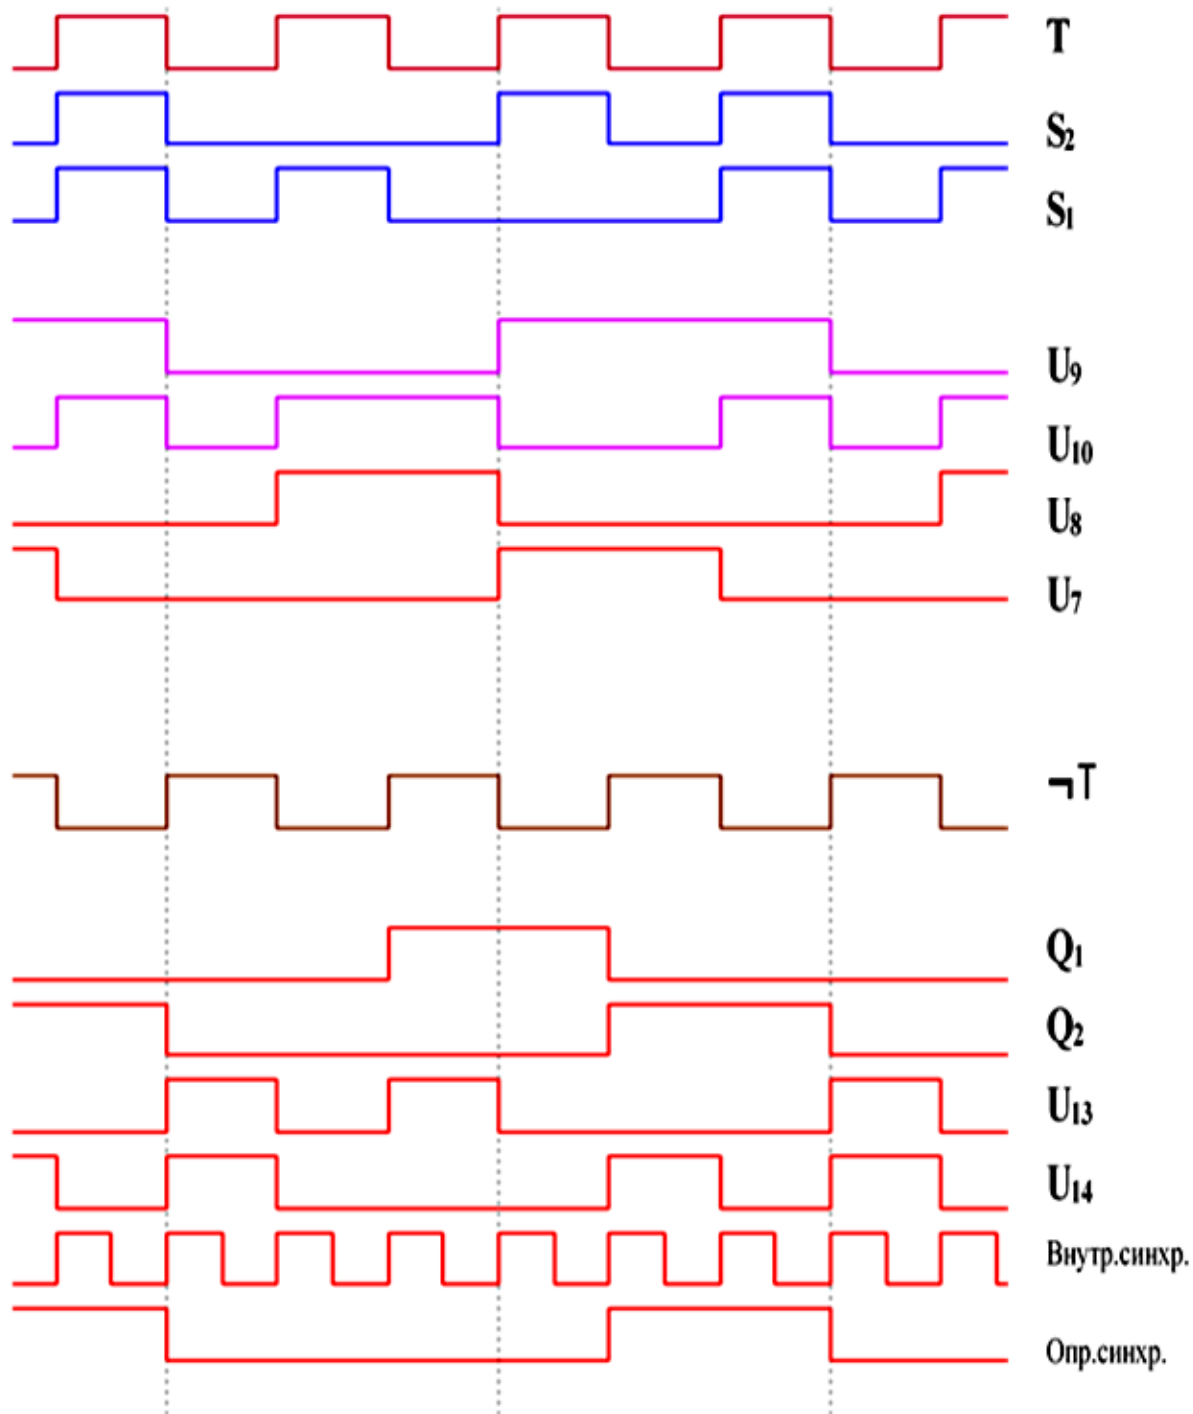 T
S₂
S₁
U₉
U₁₀
U₈
U₇
¬T
Q₁
Q₂
U₁₃
U₁₄
Внутр.синхр.
Опр.синхр.